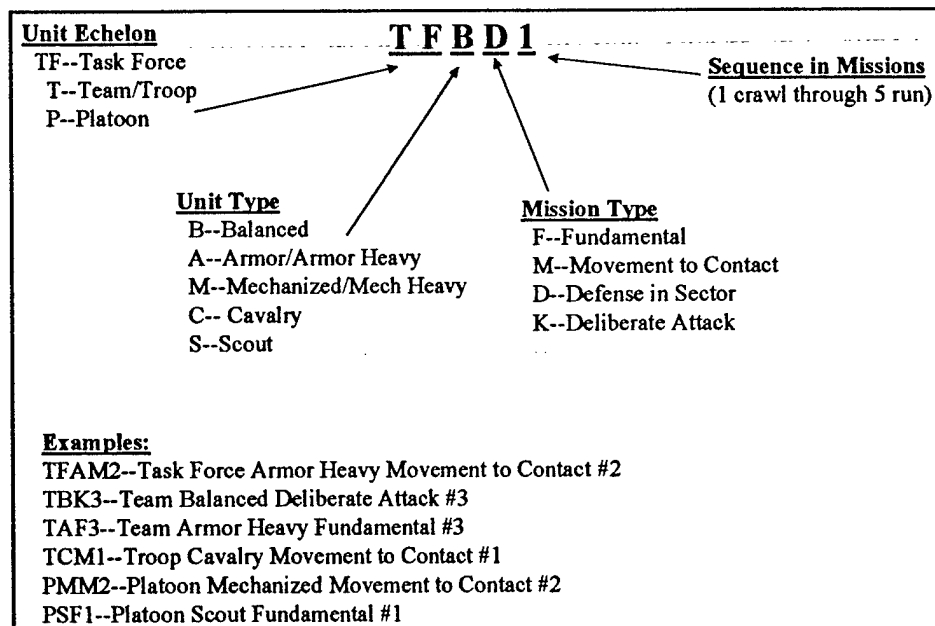 Unit Echelon
TF--Task Force
T--Team/Troop
P--Platoon
T F B D 1
Sequence in Missions
(1 crawl through 5 run)
Unit Type
B--Balanced
A--Armor/Armor Heavy
M--Mechanized/Mech Heavy
C-- Cavalry
S--Scout
Mission Type
F--Fundamental
M--Movement to Contact
D--Defense in Sector
K--Deliberate Attack
Examples:
TFAM2--Task Force Armor Heavy Movement to Contact #2
TBK3--Team Balanced Deliberate Attack #3
TAF3--Team Armor Heavy Fundamental #3
TCM1--Troop Cavalry Movement to Contact #1
PMM2--Platoon Mechanized Movement to Contact #2
PSF1--Platoon Scout Fundamental #1